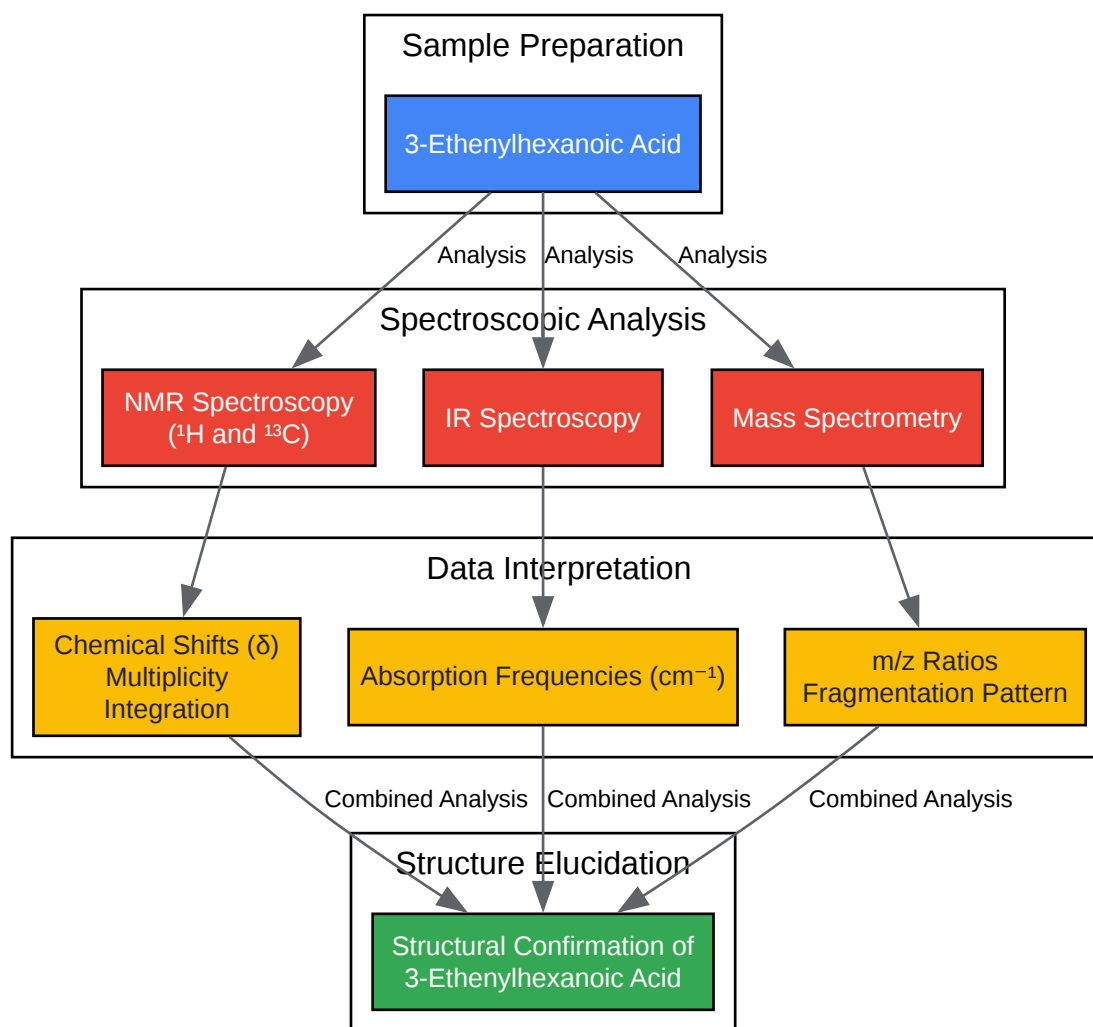 Sample Preparation
3-Ethenylhexanoic Acid
Analysis
Analysis
Analysis
Spectroscopic Analysis
NMR Spectroscopy
(¹H and ¹³C)
IR Spectroscopy
Mass Spectrometry
Data Interpretation
Chemical Shifts (δ)
Multiplicity
Integration
Absorption Frequencies (cm⁻¹)
m/z Ratios
Fragmentation Pattern
Combined Analysis
Combined Analysis
Combined Analysis
Structure Elucidation
Structural Confirmation of
3-Ethenylhexanoic Acid